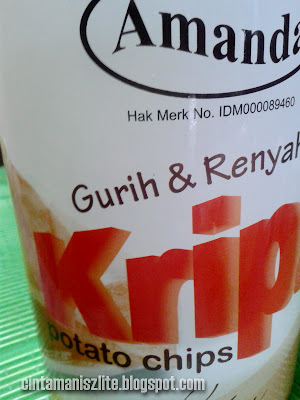 Amanda
Hak Merk No. IDM000089460
Gurih & Renyah
Krip
potato chips
cintamaniszlite.blogspot.com